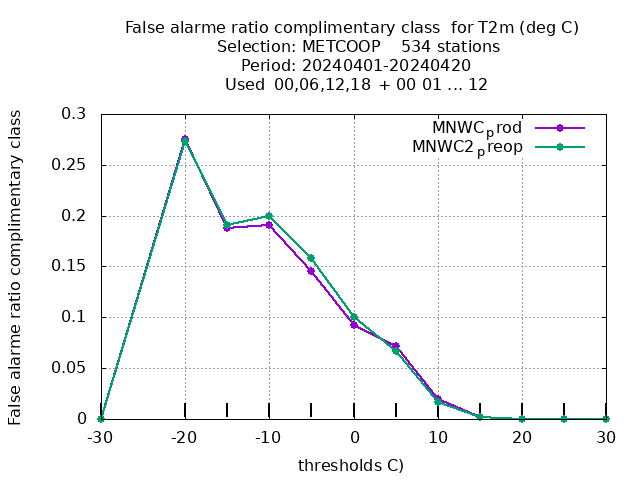 False alarme ratio complimentary class  for T2m (deg C)
Selection: METCOOP    534 stations
Period: 20240401-20240420
Used  00,06,12,18 + 00 01 ... 12
False alarme ratio complimentary class
0.3
0.25
0.2
0.15
0.1
0.05
0
MNWCprod
MNWC2preop
-30
-20
-10
0
10
20
30
thresholds C)